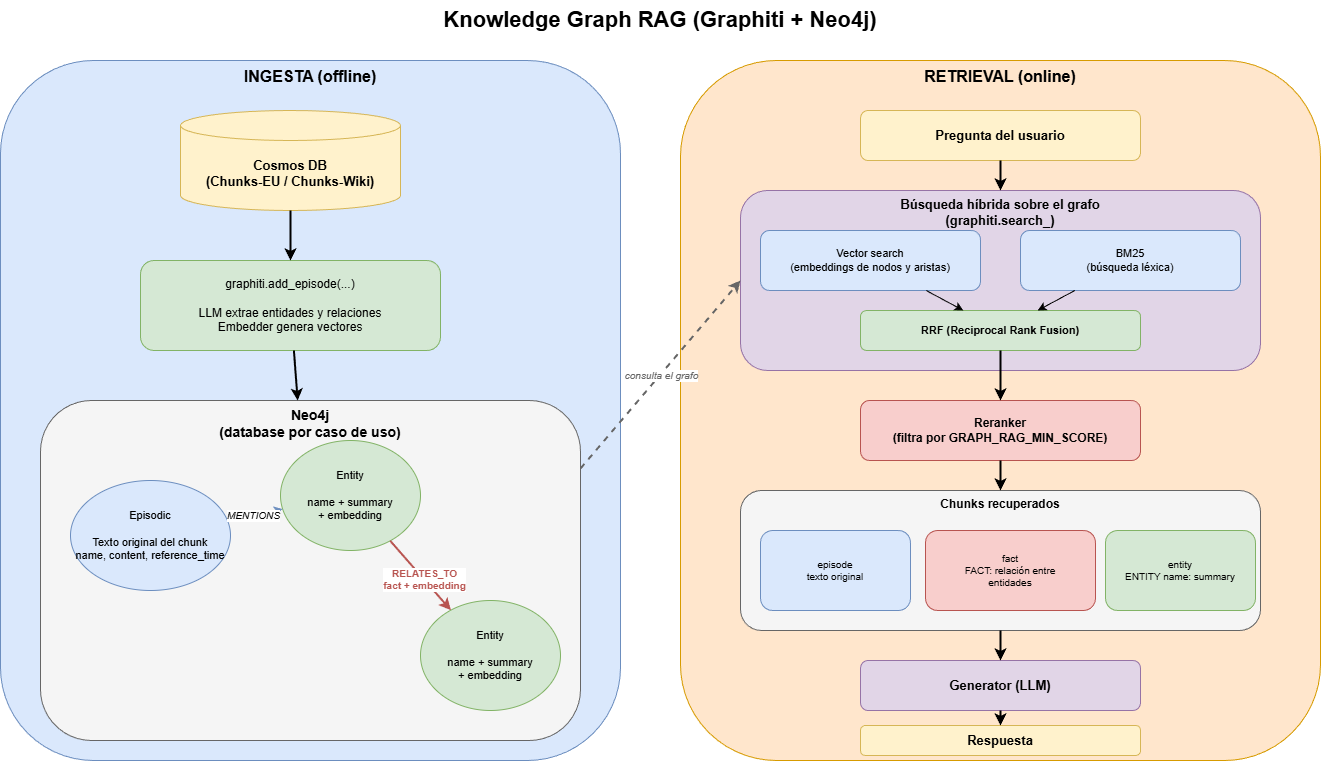 Knowledge Graph RAG (Graphiti + Neo4j)
INGESTA (offline)
Cosmos DB
(Chunks-EU / Chunks-Wiki)
graphiti.add_episode(...)
LLM extrae entidades y relaciones
Embedder genera vectores
Neo4j
(database por caso de uso)
Episodic
Texto original del chunk
name, content, reference_time
MENTIONS
Entity
name + summary
+ embedding
RELATES_TO
fact + embedding
Entity
name + summary
+ embedding
consulta el grafo
RETRIEVAL (online)
Pregunta del usuario
Búsqueda híbrida sobre el grafo
(graphiti.search_)
Vector search
(embeddings de nodos y aristas)
BM25
(búsqueda léxica)
RRF (Reciprocal Rank Fusion)
Reranker
(filtra por GRAPH_RAG_MIN_SCORE)
Chunks recuperados
episode
texto original
fact
FACT: relación entre
entidades
entity
ENTITY name: summary
Generator (LLM)
Respuesta